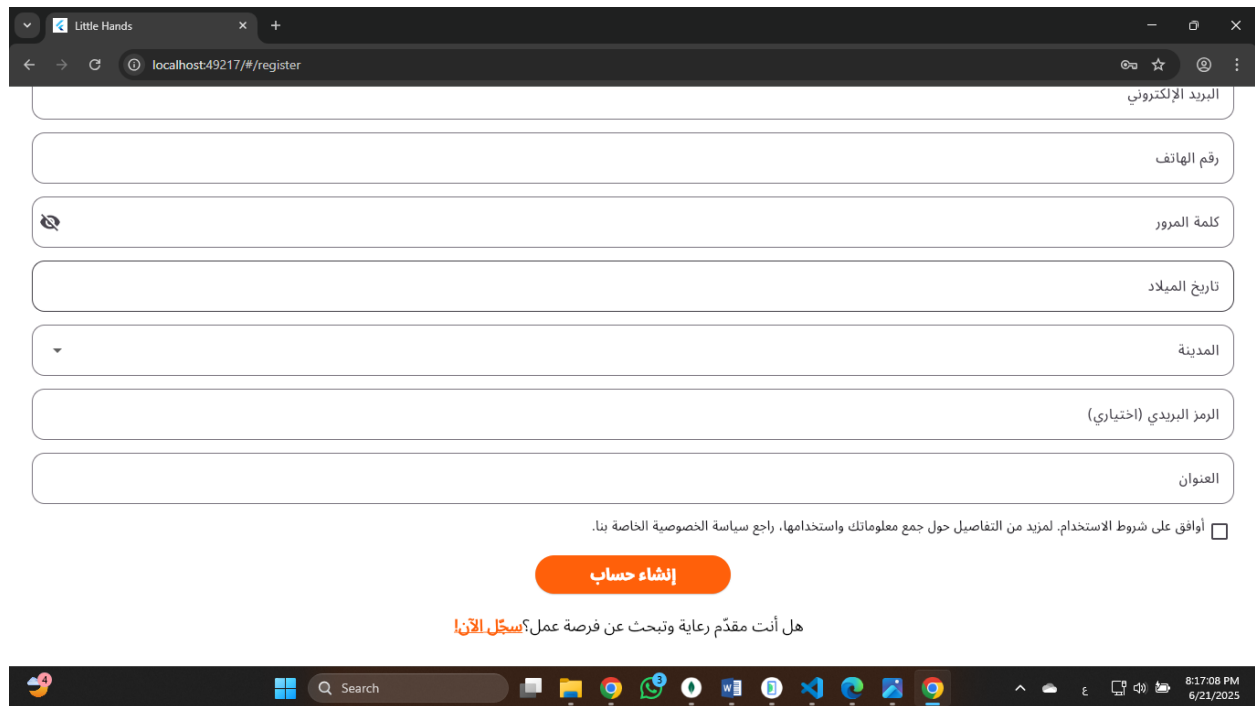 Little Hands
localhost:49217/#/register
البريد الإلكتروني
رقم الهاتف
كلمة المرور
تاريخ الميلاد
المدينة
الرمز البريدي (اختياري)
العنوان
أوافق على شروط الاستخدام. لمزيد من التفاصيل حول جمع معلوماتك واستخدامها، راجع سياسة الخصوصية الخاصة بنا.
إنشاء حساب
هل أنت مقدّم رعاية وتبحث عن فرصة عمل؟سجّل الآن!
4
Search
3
ع
8:17:08 PM
6/21/2025